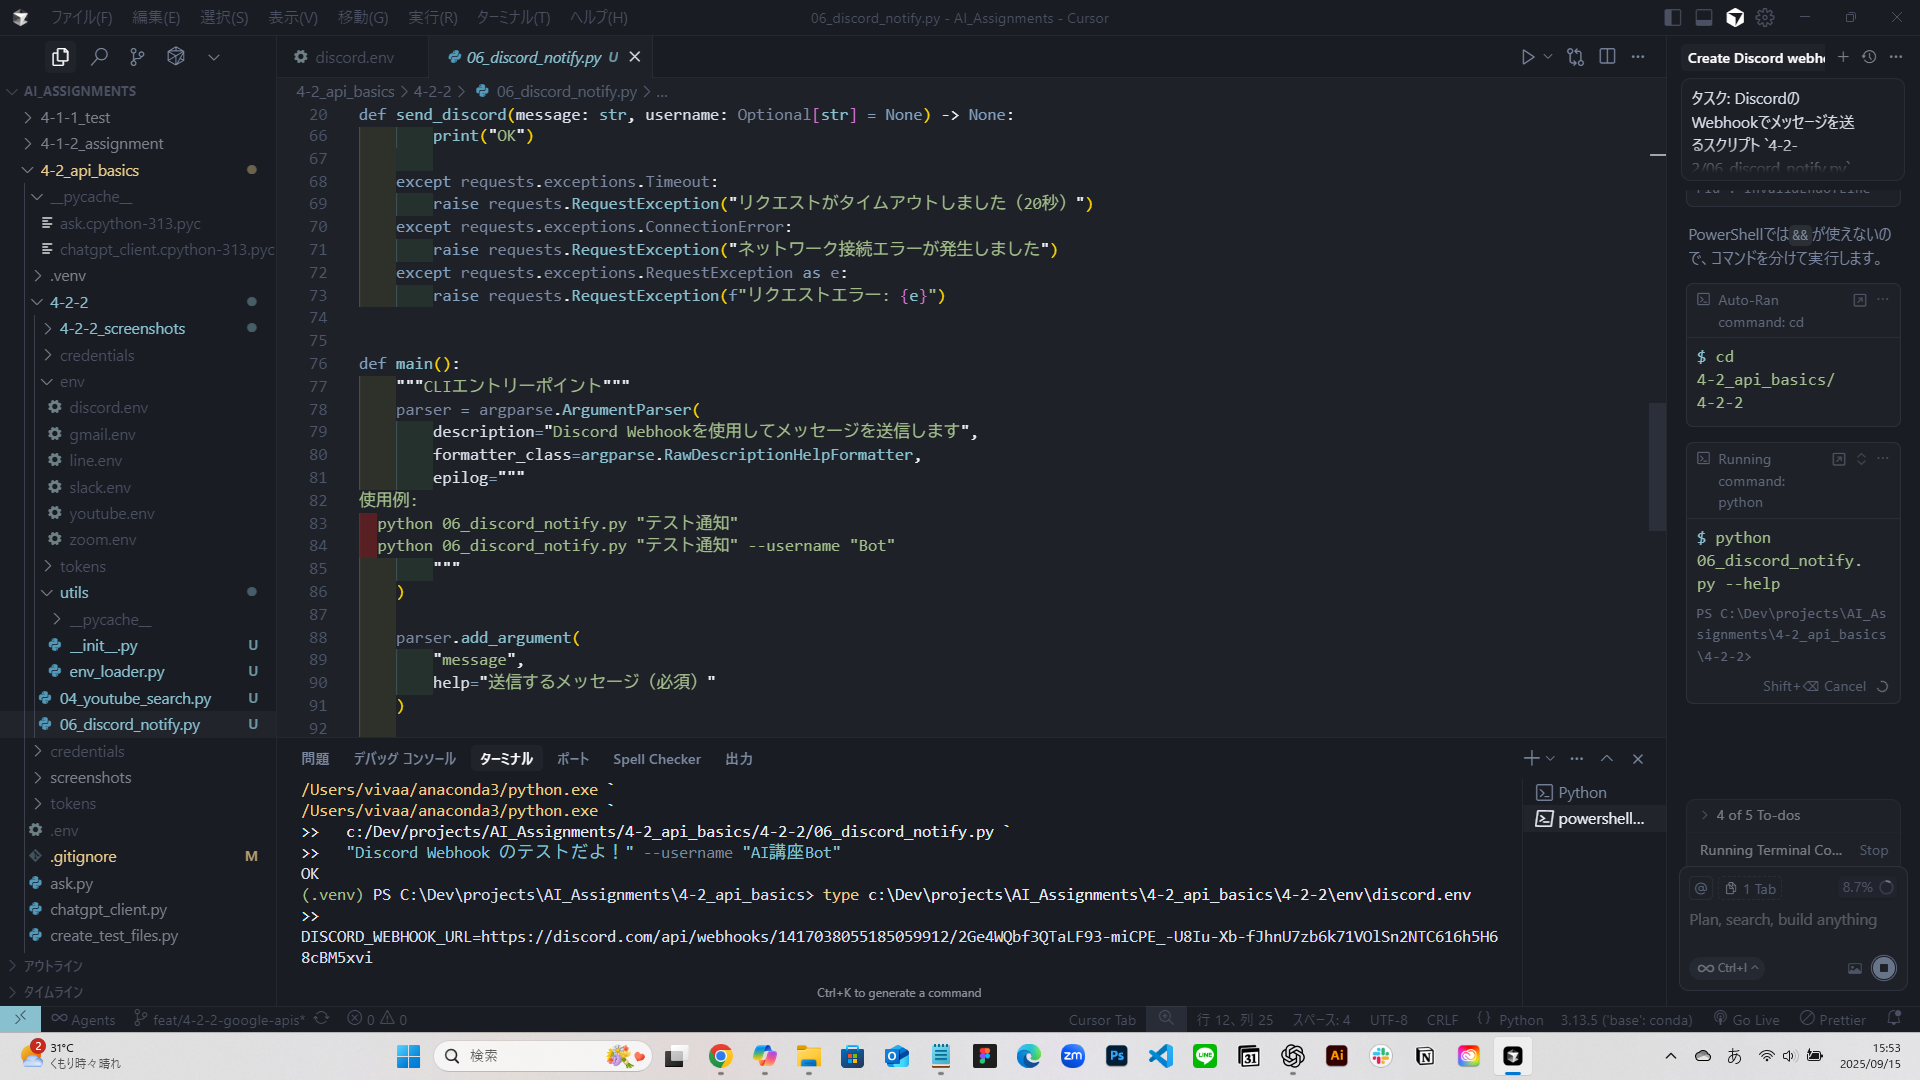 ファイル(F) 編集(E) 選択(S) 表示(V) 移動(G) 実行(R) ターミナル(T) ヘルプ(H)
06_discord_notify.py - AI_Assignments - Cursor
AI_ASSIGNMENTS
4-1-1_test
4-1-2_assignment
4-2_api_basics
__pycache__
ask.cpython-313.pyc
chatgpt_client.cpython-313.pyc
.venv
4-2-2
4-2-2_screenshots
credentials
env
discord.env
gmail.env
line.env
slack.env
youtube.env
zoom.env
tokens
utils
__pycache__
__init__.py U
env_loader.py U
04_youtube_search.py U
06_discord_notify.py U
credentials
screenshots
tokens
.env
.gitignore M
ask.py
chatgpt_client.py
create_test_files.py
アウトライン
タイムライン
discord.env
06_discord_notify.py U
4-2_api_basics > 4-2-2 > 06_discord_notify.py > ...
20 def send_discord(message: str, username: Optional[str] = None) -> None:
66 print("OK")
67
68 except requests.exceptions.Timeout:
69 raise requests.RequestException("リクエストがタイムアウトしました（20秒）")
70 except requests.exceptions.ConnectionError:
71 raise requests.RequestException("ネットワーク接続エラーが発生しました")
72 except requests.exceptions.RequestException as e:
73 raise requests.RequestException(f"リクエストエラー: {e}")
74
75
76 def main():
77 """CLIエントリーポイント"""
78 parser = argparse.ArgumentParser(
79 description="Discord Webhookを使用してメッセージを送信します",
80 formatter_class=argparse.RawDescriptionHelpFormatter,
81 epilog="""
82 使用例:
83 python 06_discord_notify.py "テスト通知"
84 python 06_discord_notify.py "テスト通知" --username "Bot"
85 """
86 )
87
88 parser.add_argument(
89 "message",
90 help="送信するメッセージ（必須）"
91 )
92
問題 デバッグ コンソール ターミナル ポート Spell Checker 出力
/Users/vivaa/anaconda3/python.exe `
/Users/vivaa/anaconda3/python.exe `
>> c:/Dev/projects/AI_Assignments/4-2_api_basics/4-2-2/06_discord_notify.py `
>> "Discord Webhook のテストだよ！" --username "AI講座Bot"
OK
(.venv) PS C:\Dev\projects\AI_Assignments\4-2_api_basics> type c:\Dev\projects\AI_Assignments\4-2_api_basics\4-2-2\env\discord.env
>>
DISCORD_WEBHOOK_URL=https://discord.com/api/webhooks/1417038055185059912/2Ge4WQbf3QTaLF93-miCPE_-U8Iu-Xb-fJhnU7zb6k71VOlSn2NTC616h5H6
8cBM5xvi
Ctrl+K to generate a command
Python
powershell...
Create Discord webh
タスク: Discordの
Webhookでメッセージを送
るスクリプト `4-2-
2/06_discord_notify.py`
PowerShellでは&&が使えないの
で、コマンドを分けて実行します。
Auto-Ran
command: cd
$ cd
4-2_api_basics/
4-2-2
Running
command:
python
$ python
06_discord_notify.
py --help
PS C:\Dev\projects\AI_As
signments\4-2_api_basics
\4-2-2>
Shift+⌫ Cancel
4 of 5 To-dos
Running Terminal Co... Stop
@ 1 Tab 8.7%
Plan, search, build anything
∞ Ctrl+I
Agents feat/4-2-2-google-apis* 0 0
Cursor Tab 行 12、列 25 スペース: 4 UTF-8 CRLF {} Python 3.13.5 ('base': conda) Go Live Prettier
2 31°C
くもり時々晴れ
検索
zm Ps LINE 31 Ai N
あ
15:53
2025/09/15